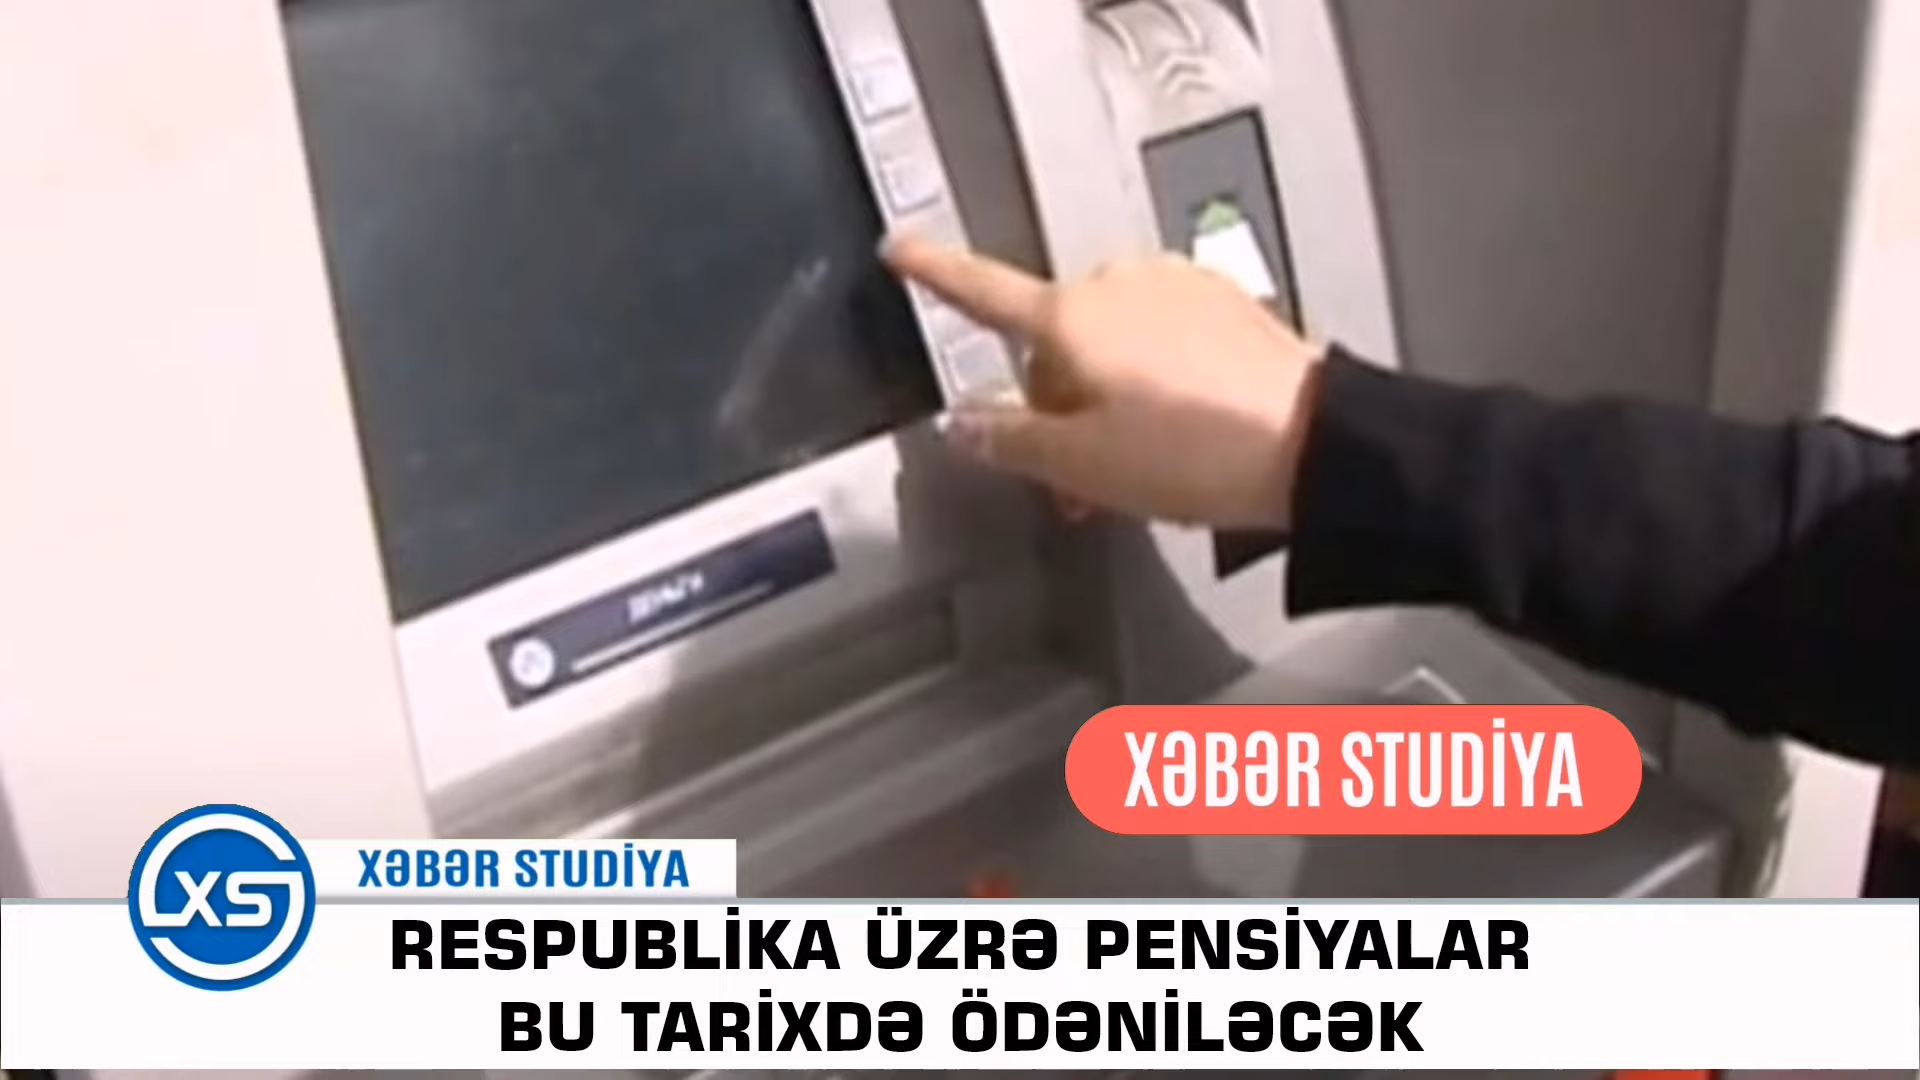 XƏBƏR STUDİYA
XS
XƏBƏR STUDİYA
RESPUBLİKA ÜZRƏ PENSİYALAR
BU TARİXDƏ ÖDƏNİLƏCƏK